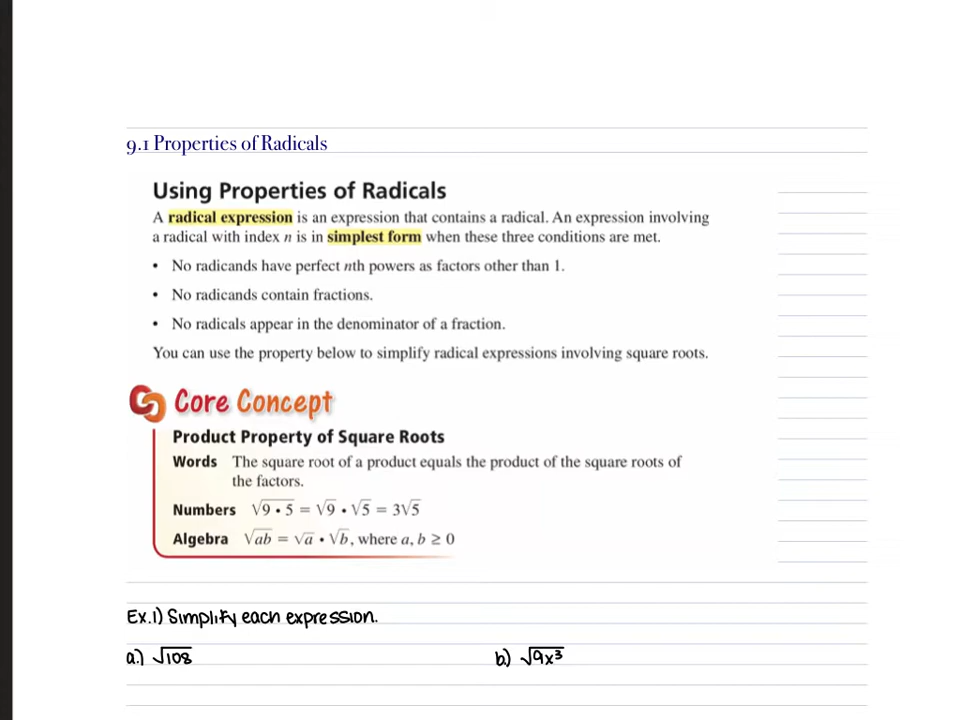 9.1 Properties of Radicals
Using Properties of Radicals
A radical expression is an expression that contains a radical. An expression involving
a radical with index n is in simplest form when these three conditions are met.
• No radicands have perfect nth powers as factors other than 1.
• No radicands contain fractions.
• No radicals appear in the denominator of a fraction.
You can use the property below to simplify radical expressions involving square roots.
Core Concept
Product Property of Square Roots
Words The square root of a product equals the product of the square roots of
the factors.
Numbers √9 • 5 = √9 • √5 = 3√5
Algebra √ab = √a • √b, where a, b ≥ 0
Ex.1) Simplify each expression.
a.) √108 b.) √9x³